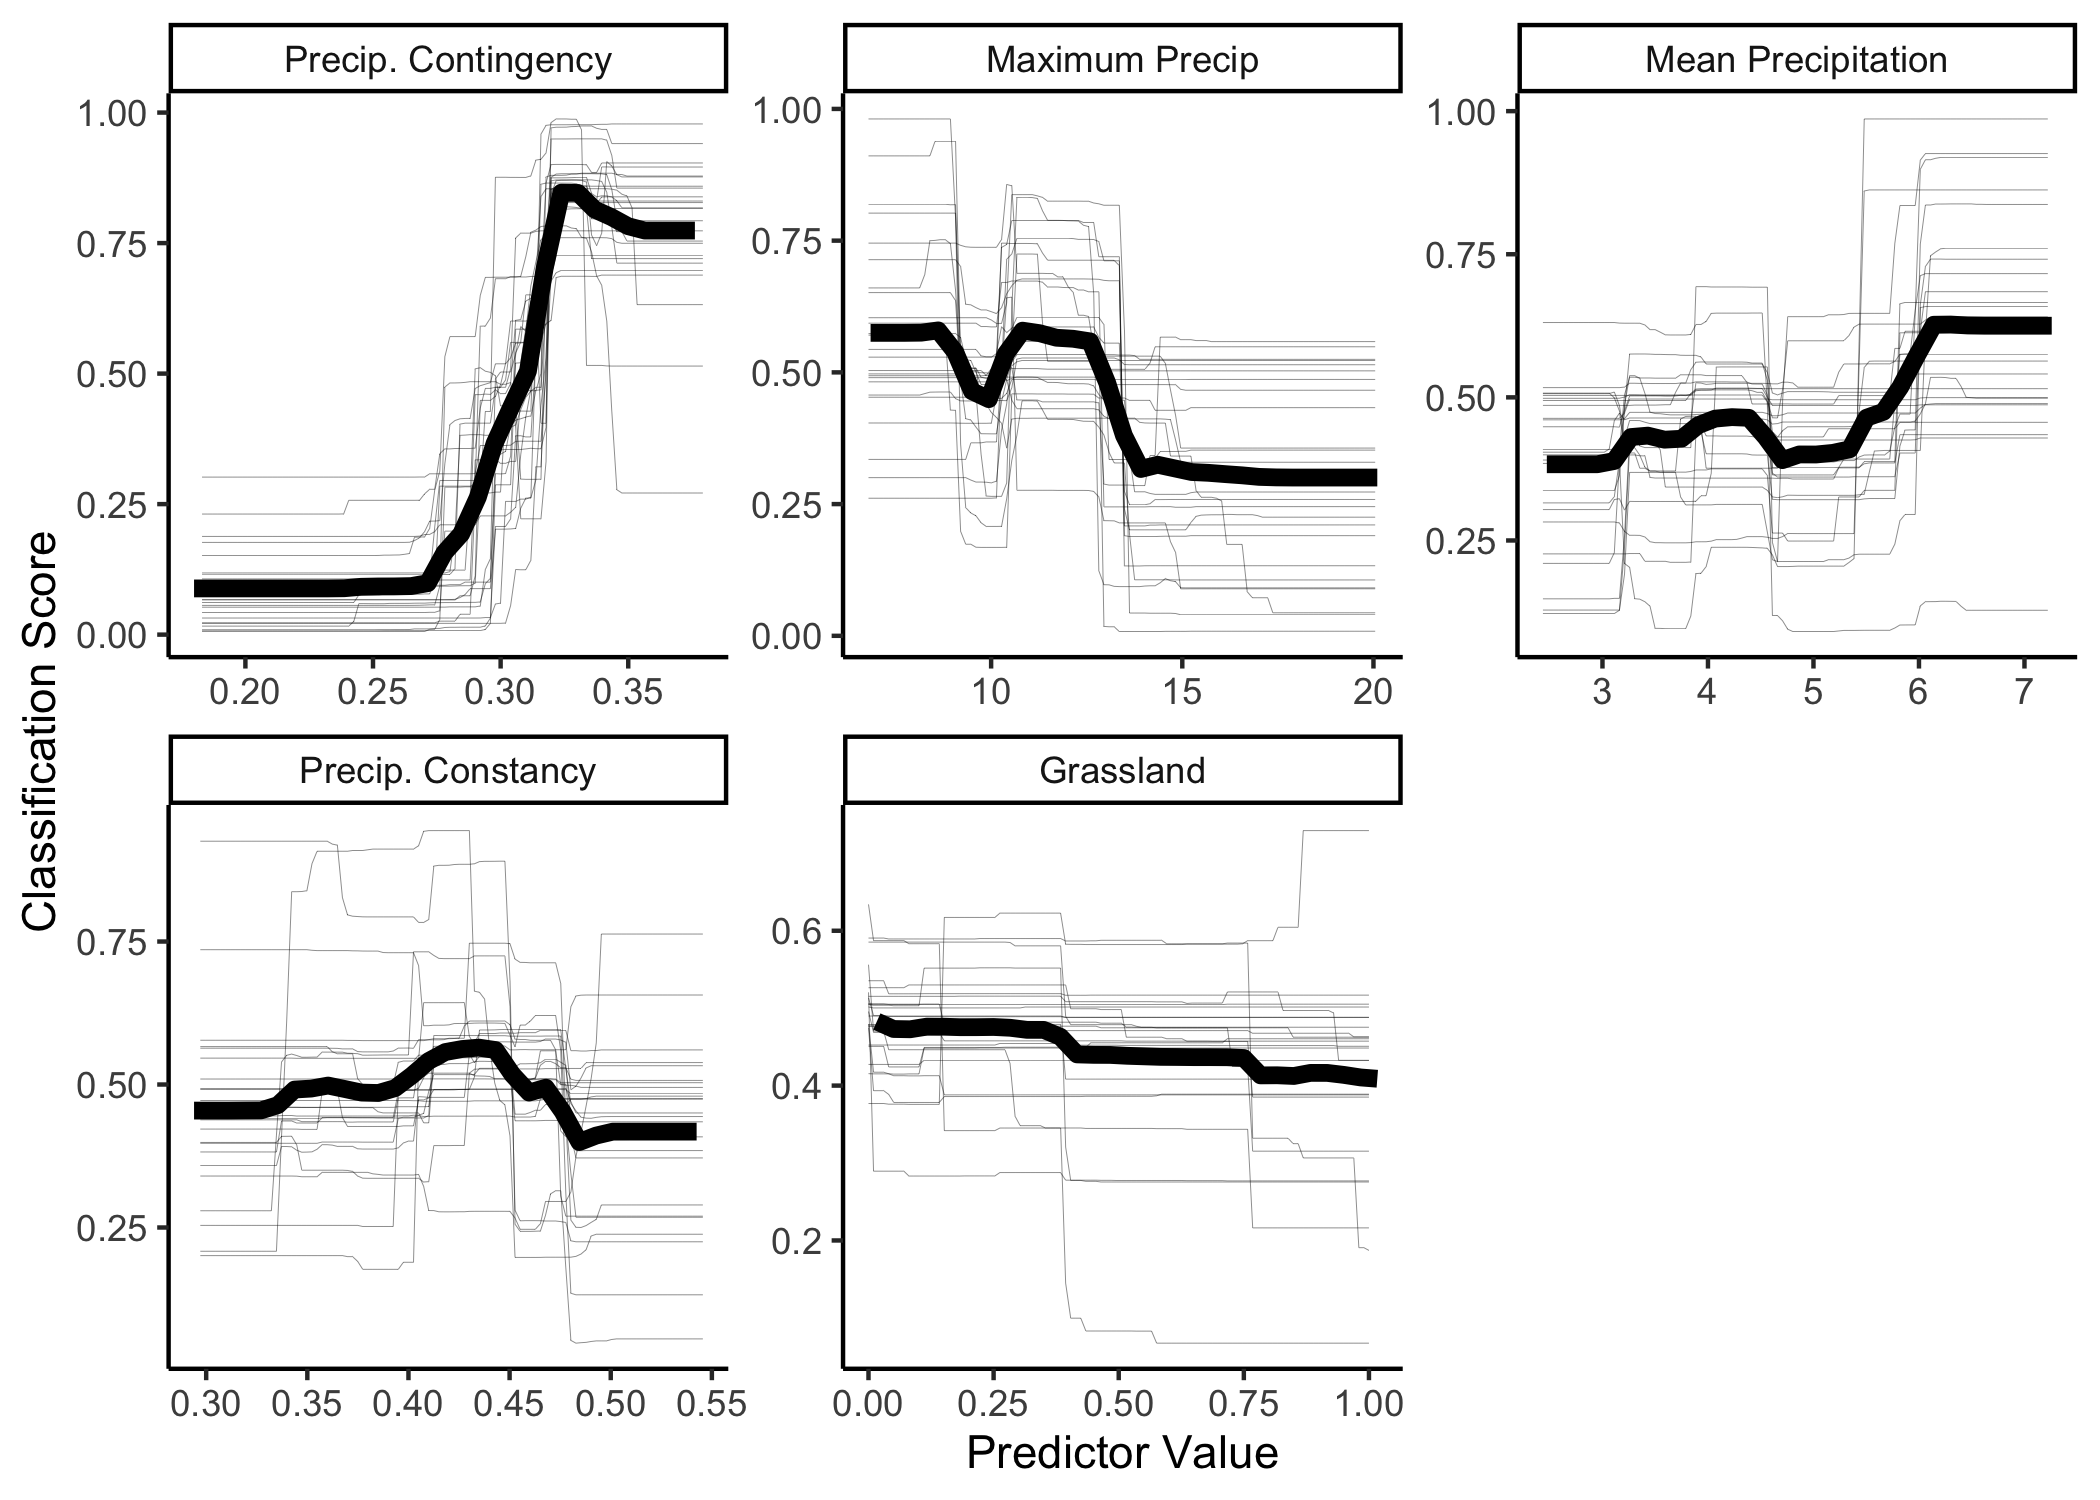 Precip. Contingency
Maximum Precip
Mean Precipitation
1.00
0.75
0.50
0.25
0.00
0.20 0.25 0.30 0.35
1.00
0.75
0.50
0.25
0.00
10 15 20
1.00
0.75
0.50
0.25
3 4 5 6 7
Classification Score
Precip. Constancy
Grassland
0.75
0.50
0.25
0.30 0.35 0.40 0.45 0.50 0.55
0.6
0.4
0.2
0.00 0.25 0.50 0.75 1.00
Predictor Value